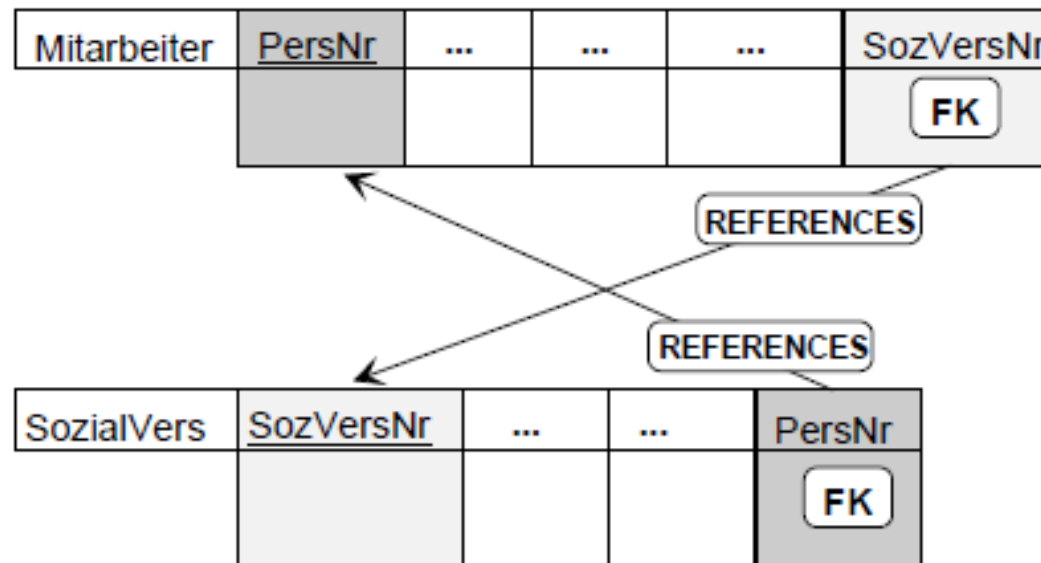 Mitarbeiter PersNr ... ... ... SozVersNr
FK
REFERENCES
REFERENCES
SozialVers SozVersNr ... ... PersNr
FK